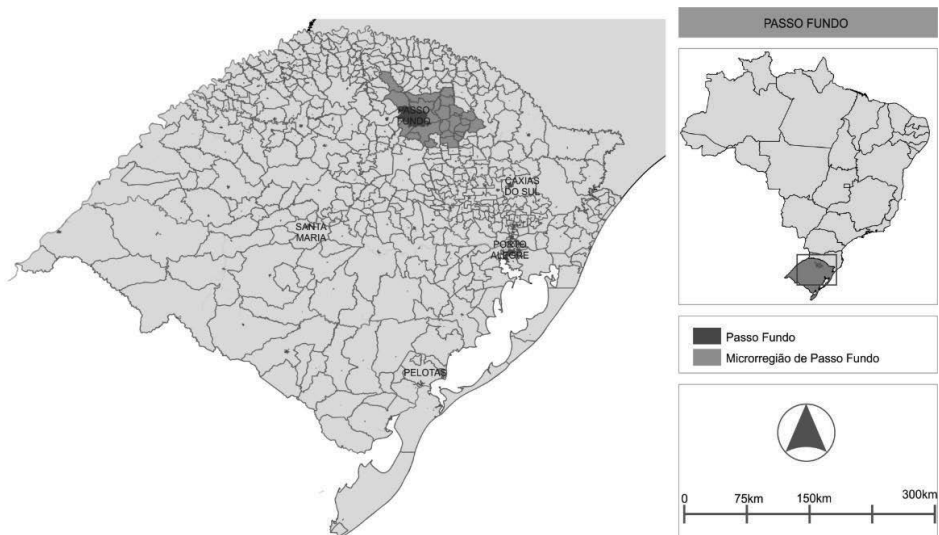 PASSO FUNDO
PASSO
FUNDO
CAXIAS
DO SUL
SANTA
MARIA
PORTO
ALEGRE
PELOTAS
Passo Fundo
Microrregião de Passo Fundo
0 75km 150km 300km